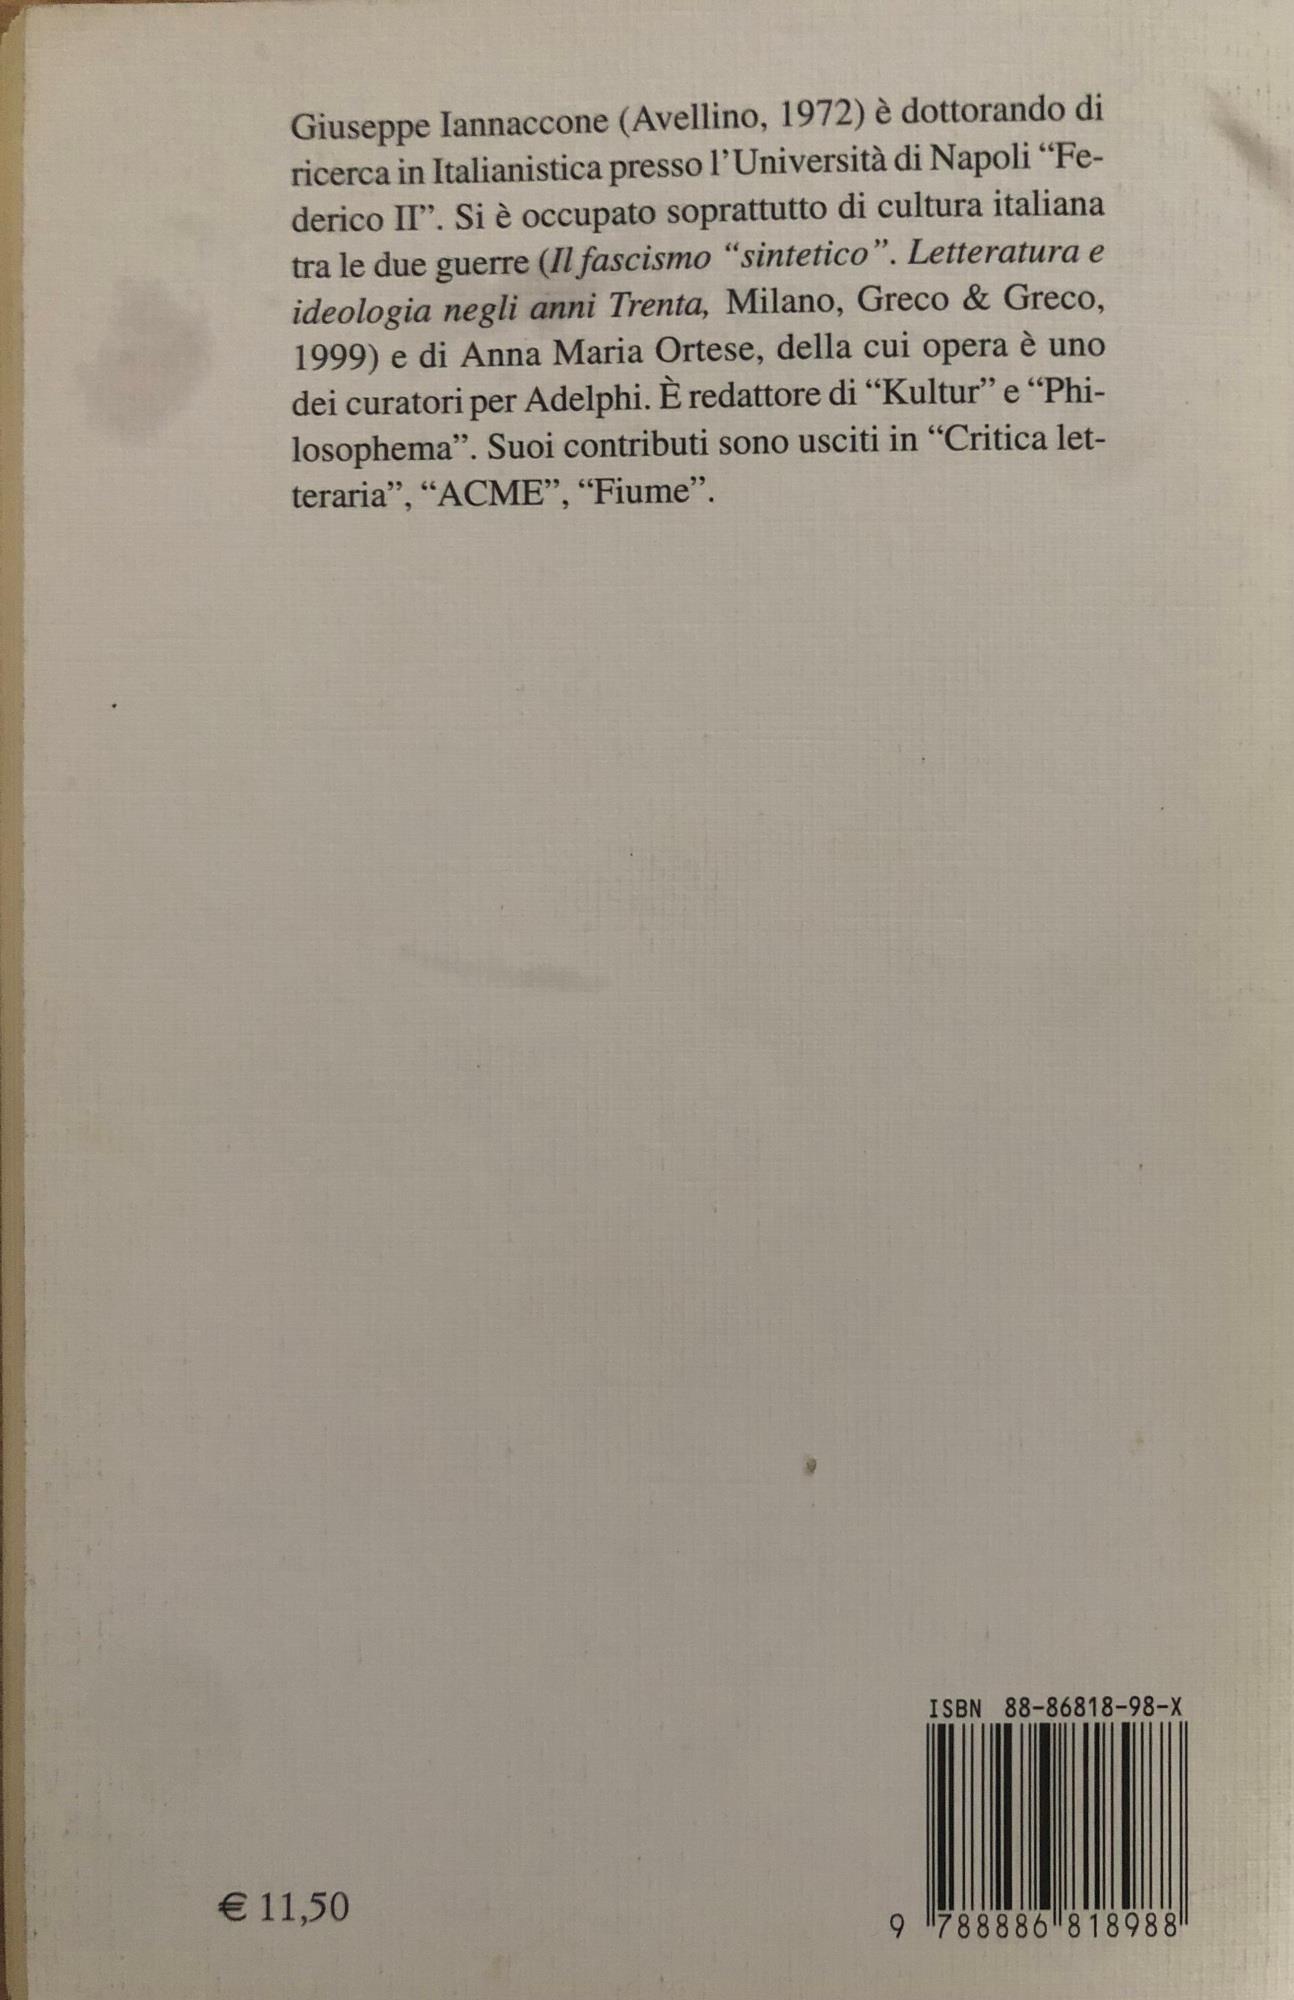 Giuseppe Iannaccone (Avellino, 1972) è dottorando di
ricerca in Italianistica presso l’Università di Napoli “Fe-
derico II”. Si è occupato soprattutto di cultura italiana
tra le due guerre (Il fascismo “sintetico”. Letteratura e
ideologia negli anni Trenta, Milano, Greco & Greco,
1999) e di Anna Maria Ortese, della cui opera è uno
dei curatori per Adelphi. È redattore di “Kultur” e “Phi-
losophema”. Suoi contributi sono usciti in “Critica let-
teraria”, “ACME”, “Fiume”.
ISBN 88-86818-98-X
€ 11,50
9 788886 818988